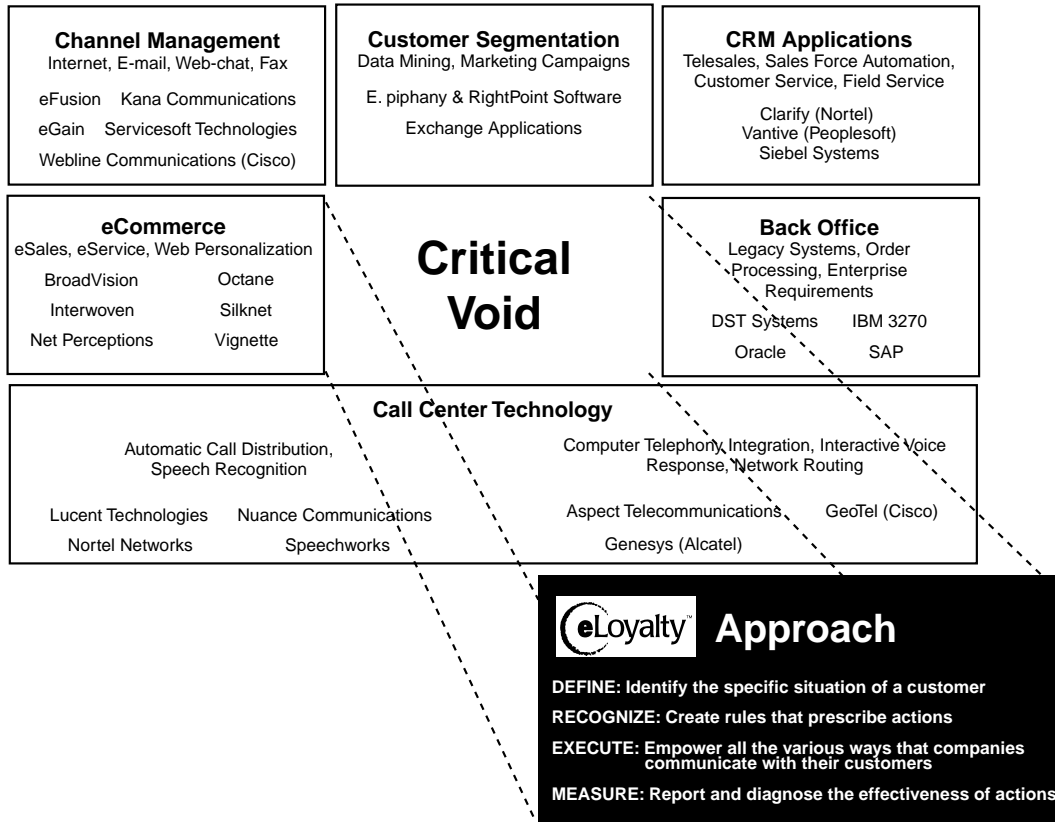 Channel Management
Internet, E-mail, Web-chat, Fax
eFusion Kana Communications
eGain Servicesoft Technologies
Webline Communications (Cisco)
Customer Segmentation
Data Mining, Marketing Campaigns
E. piphany & RightPoint Software
Exchange Applications
CRM Applications
Telesales, Sales Force Automation,
Customer Service, Field Service
Clarify (Nortel)
Vantive (Peoplesoft)
Siebel Systems
eCommerce
eSales, eService, Web Personalization
BroadVision Octane
Interwoven Silknet
Net Perceptions Vignette
Critical
Void
Back Office
Legacy Systems, Order
Processing, Enterprise
Requirements
DST Systems IBM 3270
Oracle SAP
Call Center Technology
Automatic Call Distribution,
Speech Recognition
Lucent Technologies Nuance Communications
Nortel Networks Speechworks
Computer Telephony Integration, Interactive Voice
Response, Network Routing
Aspect Telecommunications GeoTel (Cisco)
Genesys (Alcatel)
eLoyalty™ Approach
DEFINE: Identify the specific situation of a customer
RECOGNIZE: Create rules that prescribe actions
EXECUTE: Empower all the various ways that companies
communicate with their customers
MEASURE: Report and diagnose the effectiveness of actions